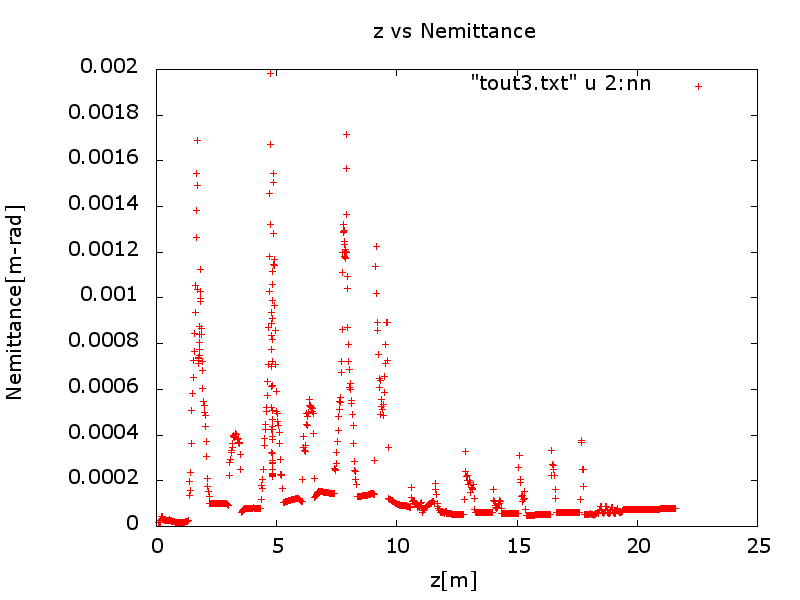 z vs Nemittance
"tout3.txt" u 2:nn
0.002
0.0018
0.0016
0.0014
0.0012
0.001
0.0008
0.0006
0.0004
0.0002
0
Nemittance[m-rad]
0 5 10 15 20 25
z[m]